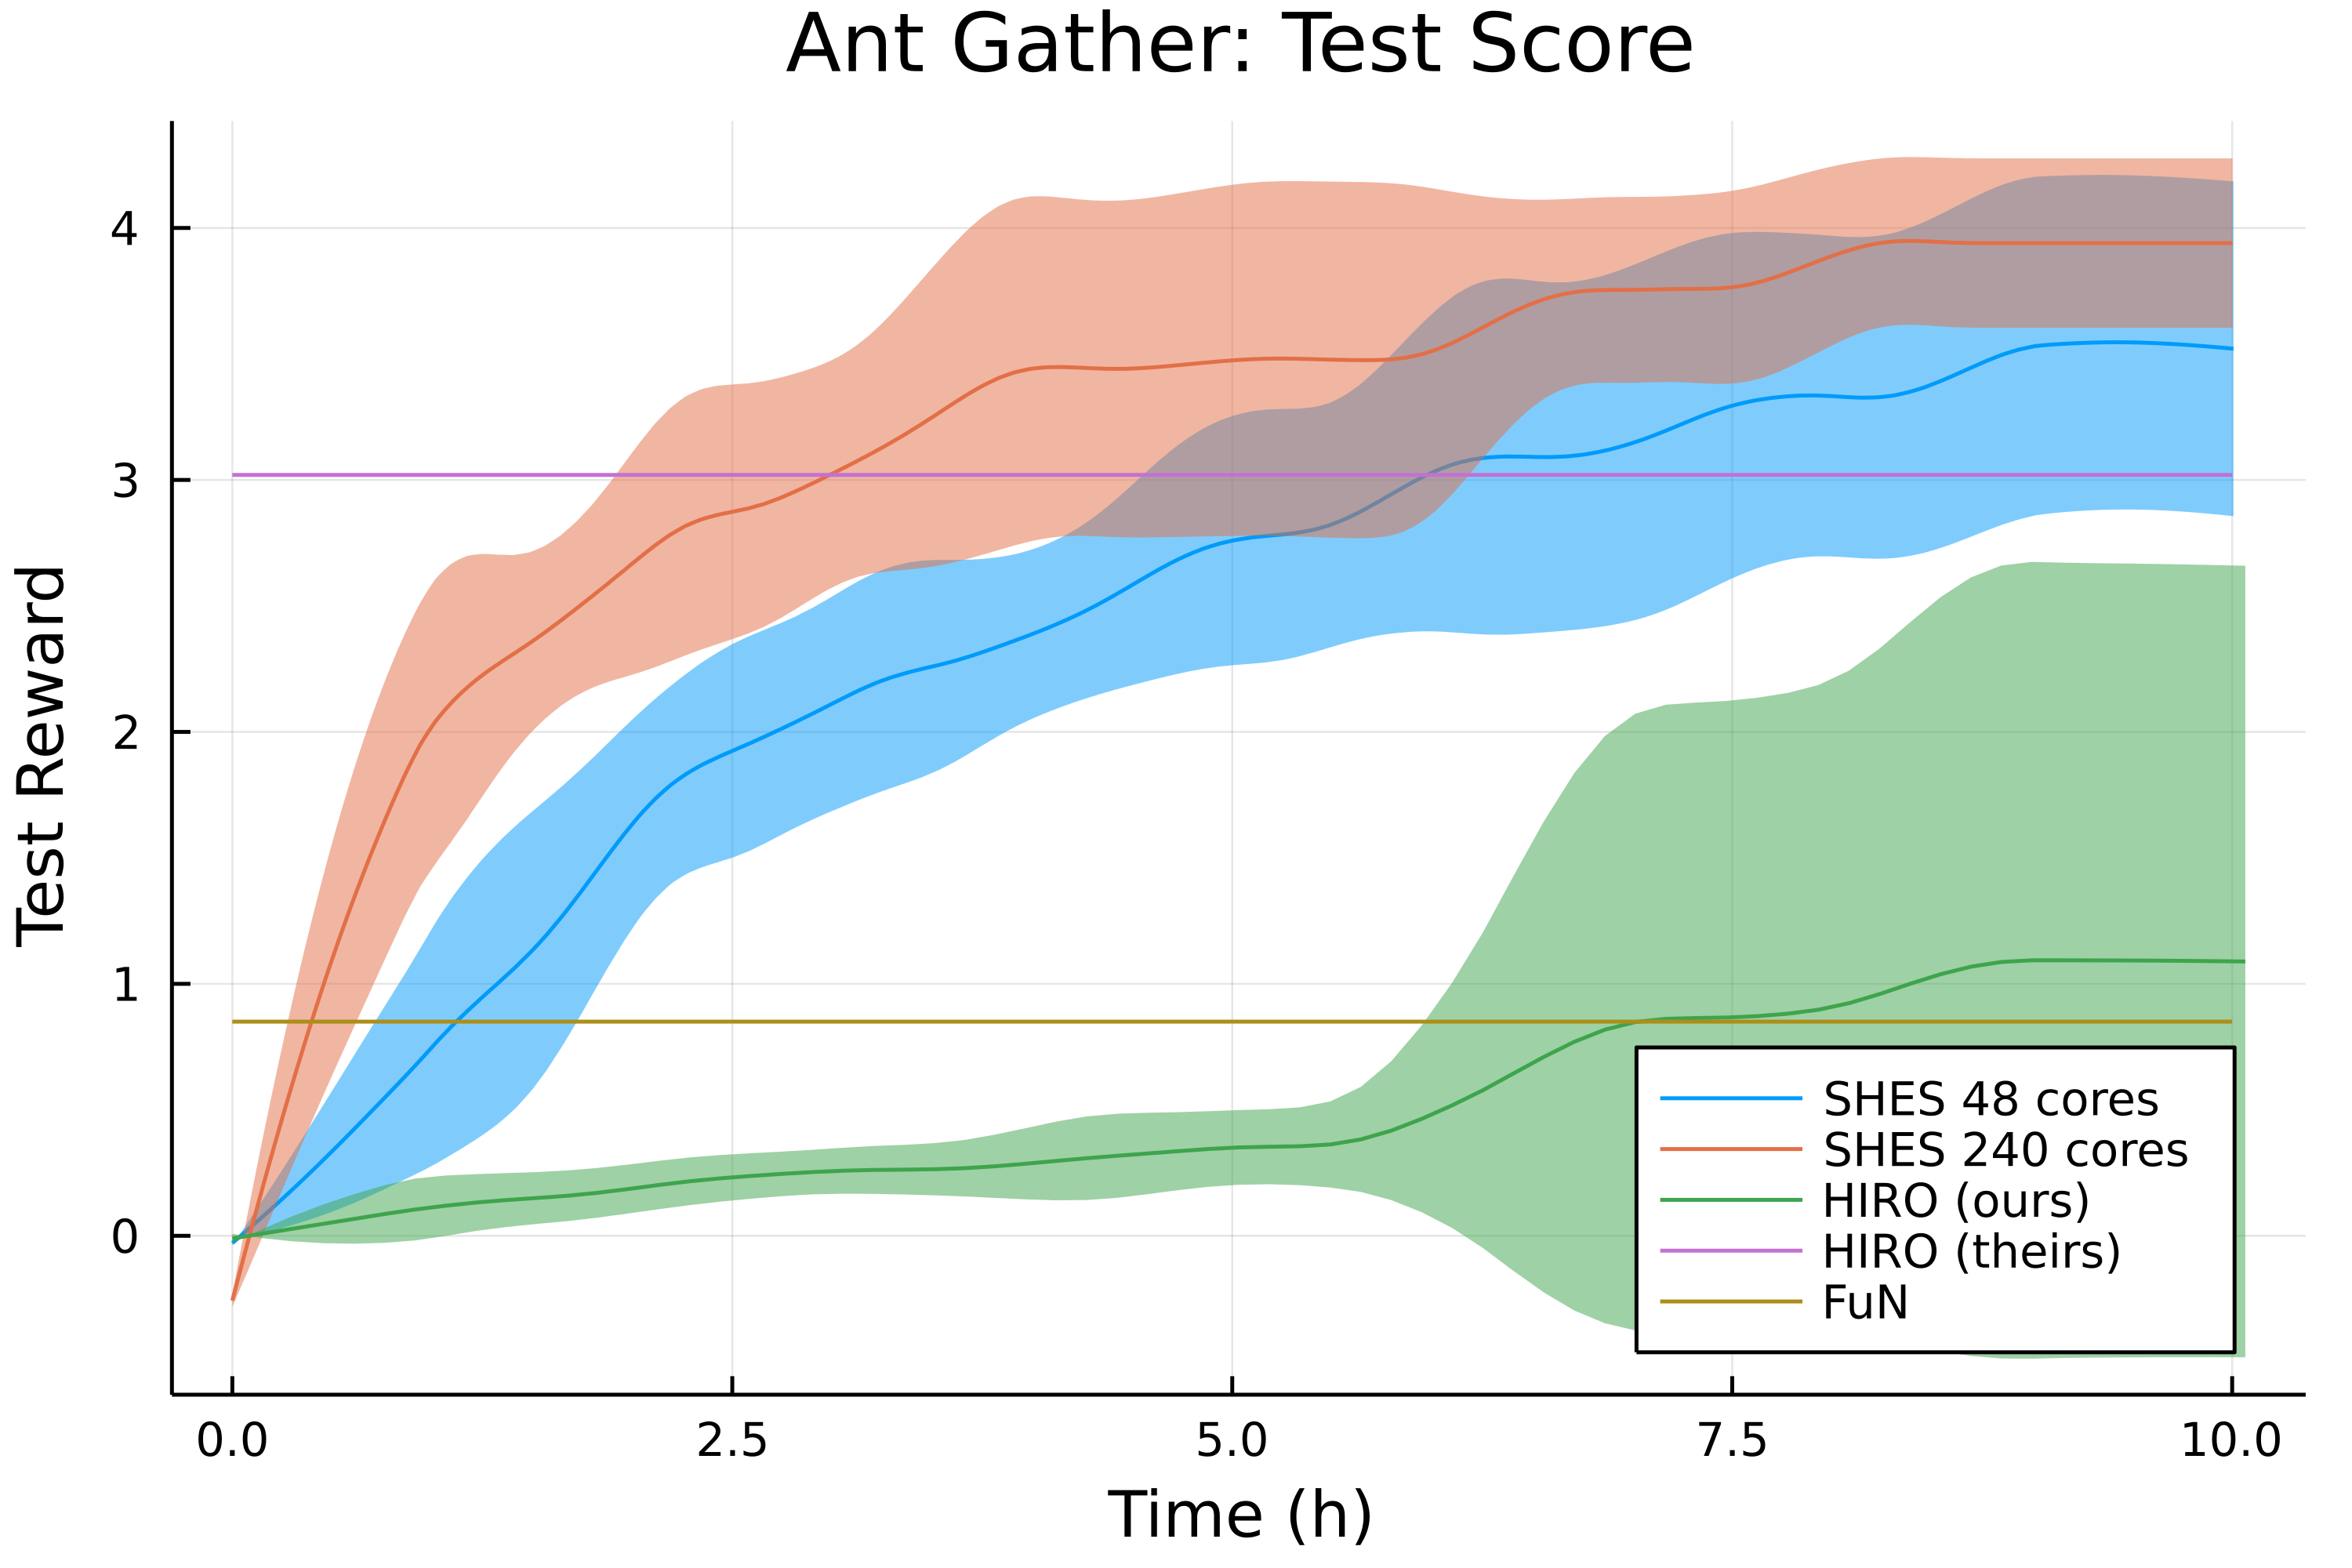 Ant Gather: Test Score
Test Reward
4
3
2
1
0
0.0
2.5
5.0
7.5
10.0
Time (h)
SHES 48 cores
SHES 240 cores
HIRO (ours)
HIRO (theirs)
FuN